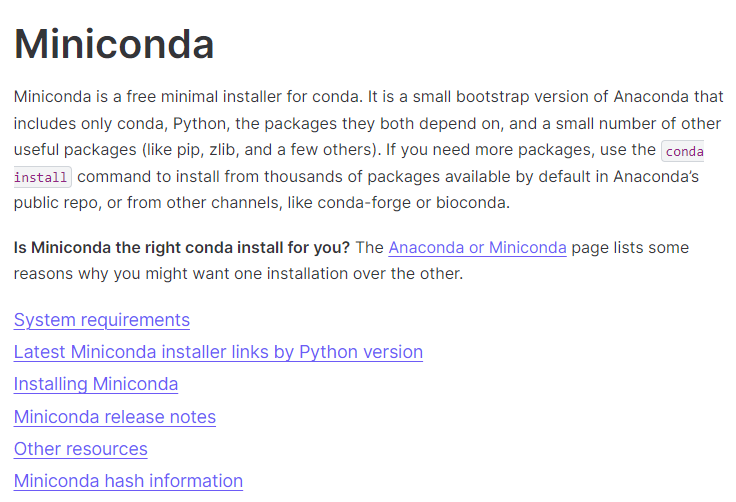 Miniconda
Miniconda is a free minimal installer for conda. It is a small bootstrap version of Anaconda that
includes only conda, Python, the packages they both depend on, and a small number of other
useful packages (like pip, zlib, and a few others). If you need more packages, use the conda
install command to install from thousands of packages available by default in Anaconda’s
public repo, or from other channels, like conda-forge or bioconda.
Is Miniconda the right conda install for you? The Anaconda or Miniconda page lists some
reasons why you might want one installation over the other.
System requirements
Latest Miniconda installer links by Python version
Installing Miniconda
Miniconda release notes
Other resources
Miniconda hash information